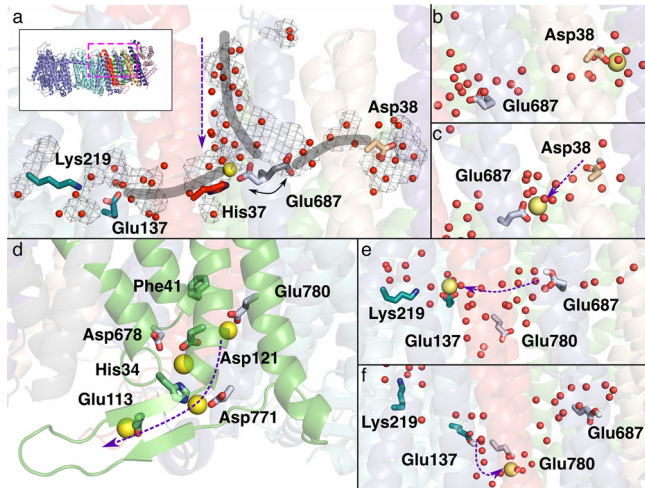 a
Lys219
Glu137
His37
Glu687
Asp38
b
Asp38
Glu687
c
Asp38
Glu687
d
Phe41
Glu780
Asp678
Asp121
His34
Glu113
Asp771
e
Lys219
Glu137
Glu687
Glu780
f
Lys219
Glu137
Glu687
Glu780